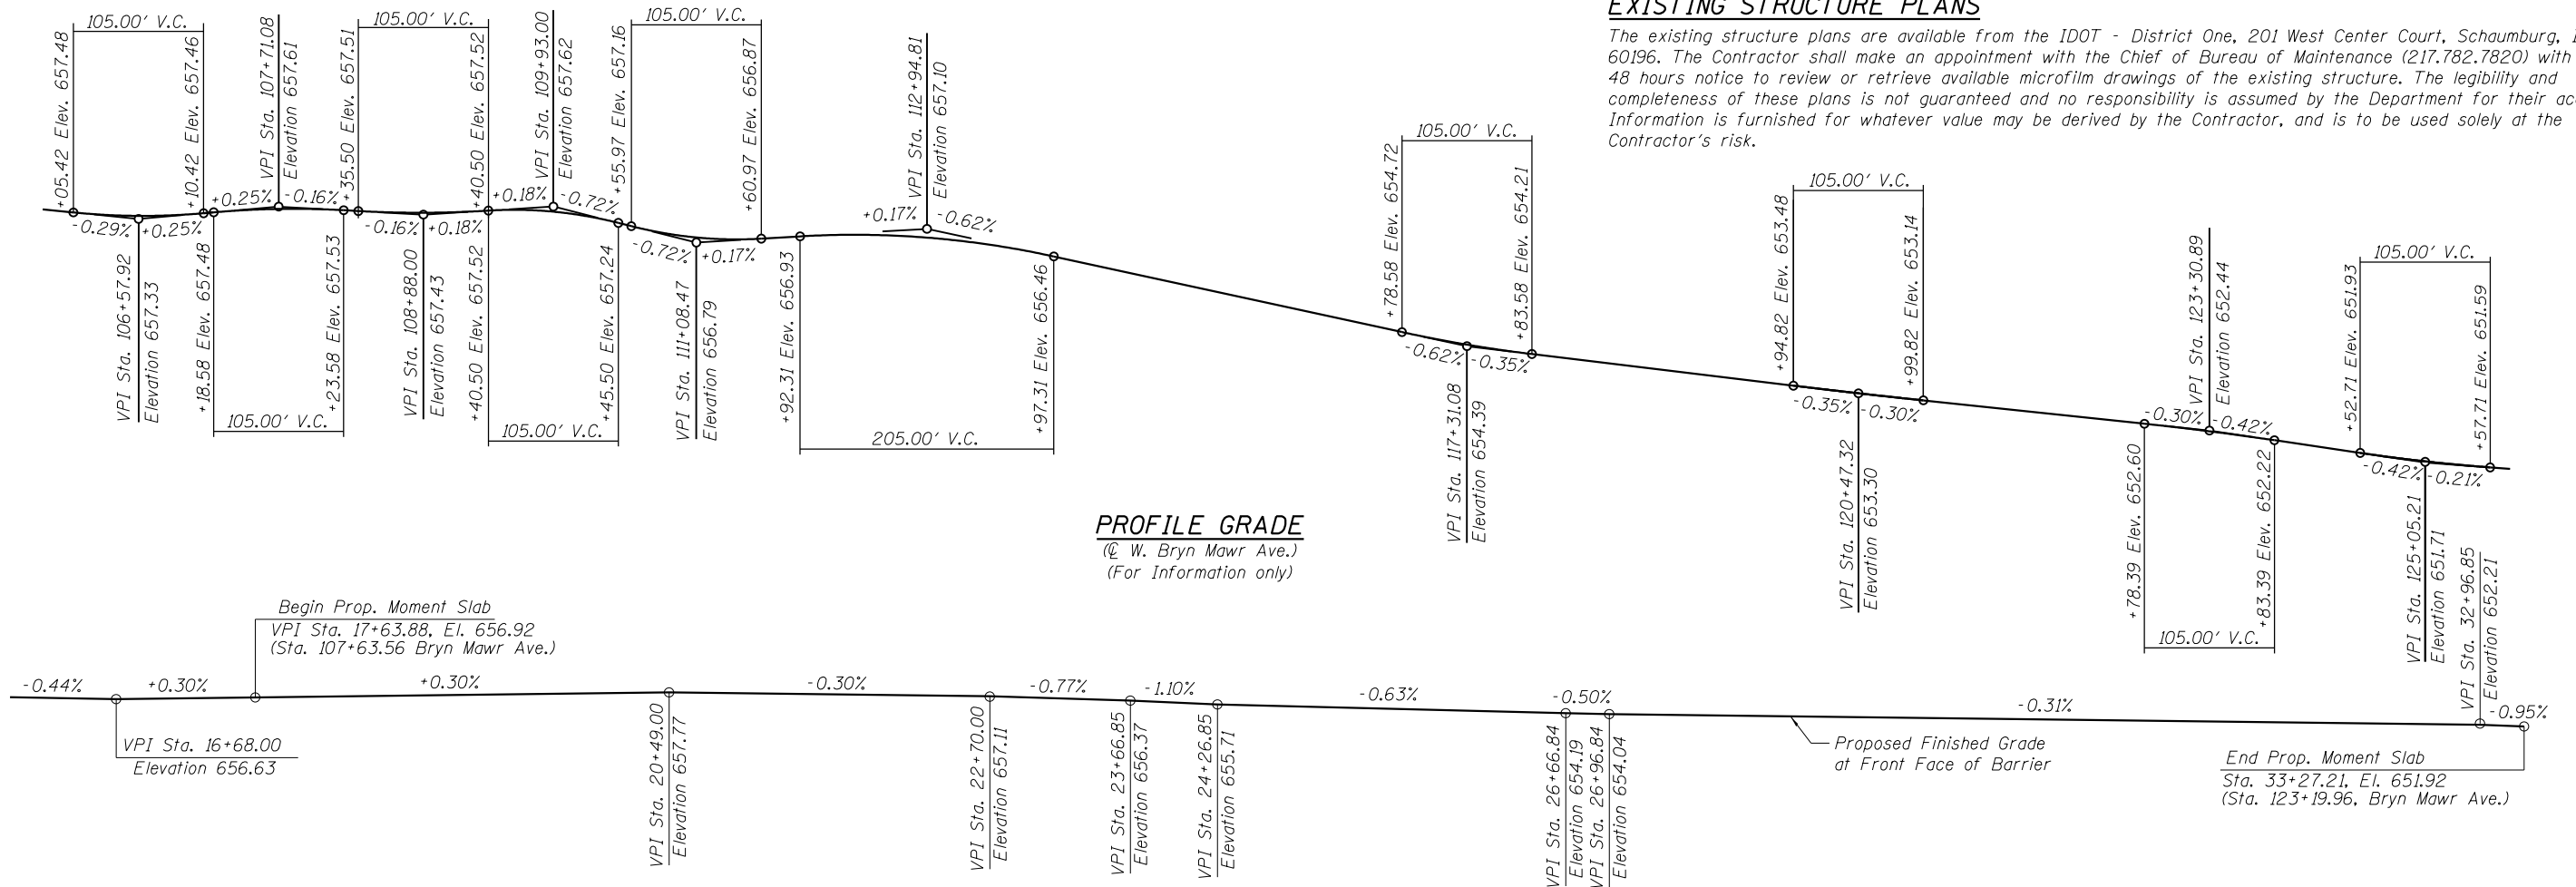 EXISTING STRUCTURE PLANS
The existing structure plans are available from the IDOT - District One, 201 West Center Court, Schaumburg,
60196. The Contractor shall make an appointment with the Chief of Bureau of Maintenance (217.782.7820) with
48 hours notice to review or retrieve available microfilm drawings of the existing structure. The legibility and
completeness of these plans is not guaranteed and no responsibility is assumed by the Department for their
Information is furnished for whatever value may be derived by the Contractor, and is to be used solely at the
Contractor's risk.
105.00' V.C.
+05.42 Elev. 657.48
+10.42 Elev. 657.46
-0.29%
+0.25%
VPI Sta. 106+57.92
Elevation 657.33
VPI Sta. 107+71.08
Elevation 657.61
+0.25%
-0.16%
+18.58 Elev. 657.48
+23.58 Elev. 657.53
105.00' V.C.
105.00' V.C.
+35.50 Elev. 657.51
+40.50 Elev. 657.52
-0.16%
+0.18%
VPI Sta. 108+88.00
Elevation 657.43
VPI Sta. 109+93.00
Elevation 657.62
+0.18%
-0.72%
+40.50 Elev. 657.52
+45.50 Elev. 657.24
105.00' V.C.
105.00' V.C.
+55.97 Elev. 657.16
+60.97 Elev. 656.87
-0.72%
+0.17%
VPI Sta. 111+08.47
Elevation 656.79
VPI Sta. 112+94.81
Elevation 657.10
+0.17%
-0.62%
+92.31 Elev. 656.93
+97.31 Elev. 656.46
205.00' V.C.
105.00' V.C.
+78.58 Elev. 654.72
+83.58 Elev. 654.21
-0.62%
-0.35%
VPI Sta. 117+31.08
Elevation 654.39
105.00' V.C.
+94.82 Elev. 653.48
+99.82 Elev. 653.14
-0.35%
-0.30%
VPI Sta. 120+47.32
Elevation 653.30
VPI Sta. 123+30.89
Elevation 652.44
-0.30%
-0.42%
+78.39 Elev. 652.60
+83.39 Elev. 652.22
105.00' V.C.
105.00' V.C.
+52.71 Elev. 651.93
+57.71 Elev. 651.59
-0.42%
-0.21%
VPI Sta. 125+05.21
Elevation 651.71
PROFILE GRADE
(℄ W. Bryn Mawr Ave.)
(For Information only)
Begin Prop. Moment Slab
VPI Sta. 17+63.88, El. 656.92
(Sta. 107+63.56 Bryn Mawr Ave.)
-0.44%
+0.30%
+0.30%
-0.30%
-0.77%
-1.10%
-0.63%
-0.50%
-0.31%
-0.95%
VPI Sta. 16+68.00
Elevation 656.63
VPI Sta. 20+49.00
Elevation 657.77
VPI Sta. 22+70.00
Elevation 657.11
VPI Sta. 23+66.85
Elevation 656.37
VPI Sta. 24+26.85
Elevation 655.71
VPI Sta. 26+66.84
Elevation 654.19
VPI Sta. 26+96.84
Elevation 654.04
Proposed Finished Grade
at Front Face of Barrier
VPI Sta. 32+96.85
Elevation 652.21
End Prop. Moment Slab
Sta. 33+27.21, El. 651.92
(Sta. 123+19.96, Bryn Mawr Ave.)